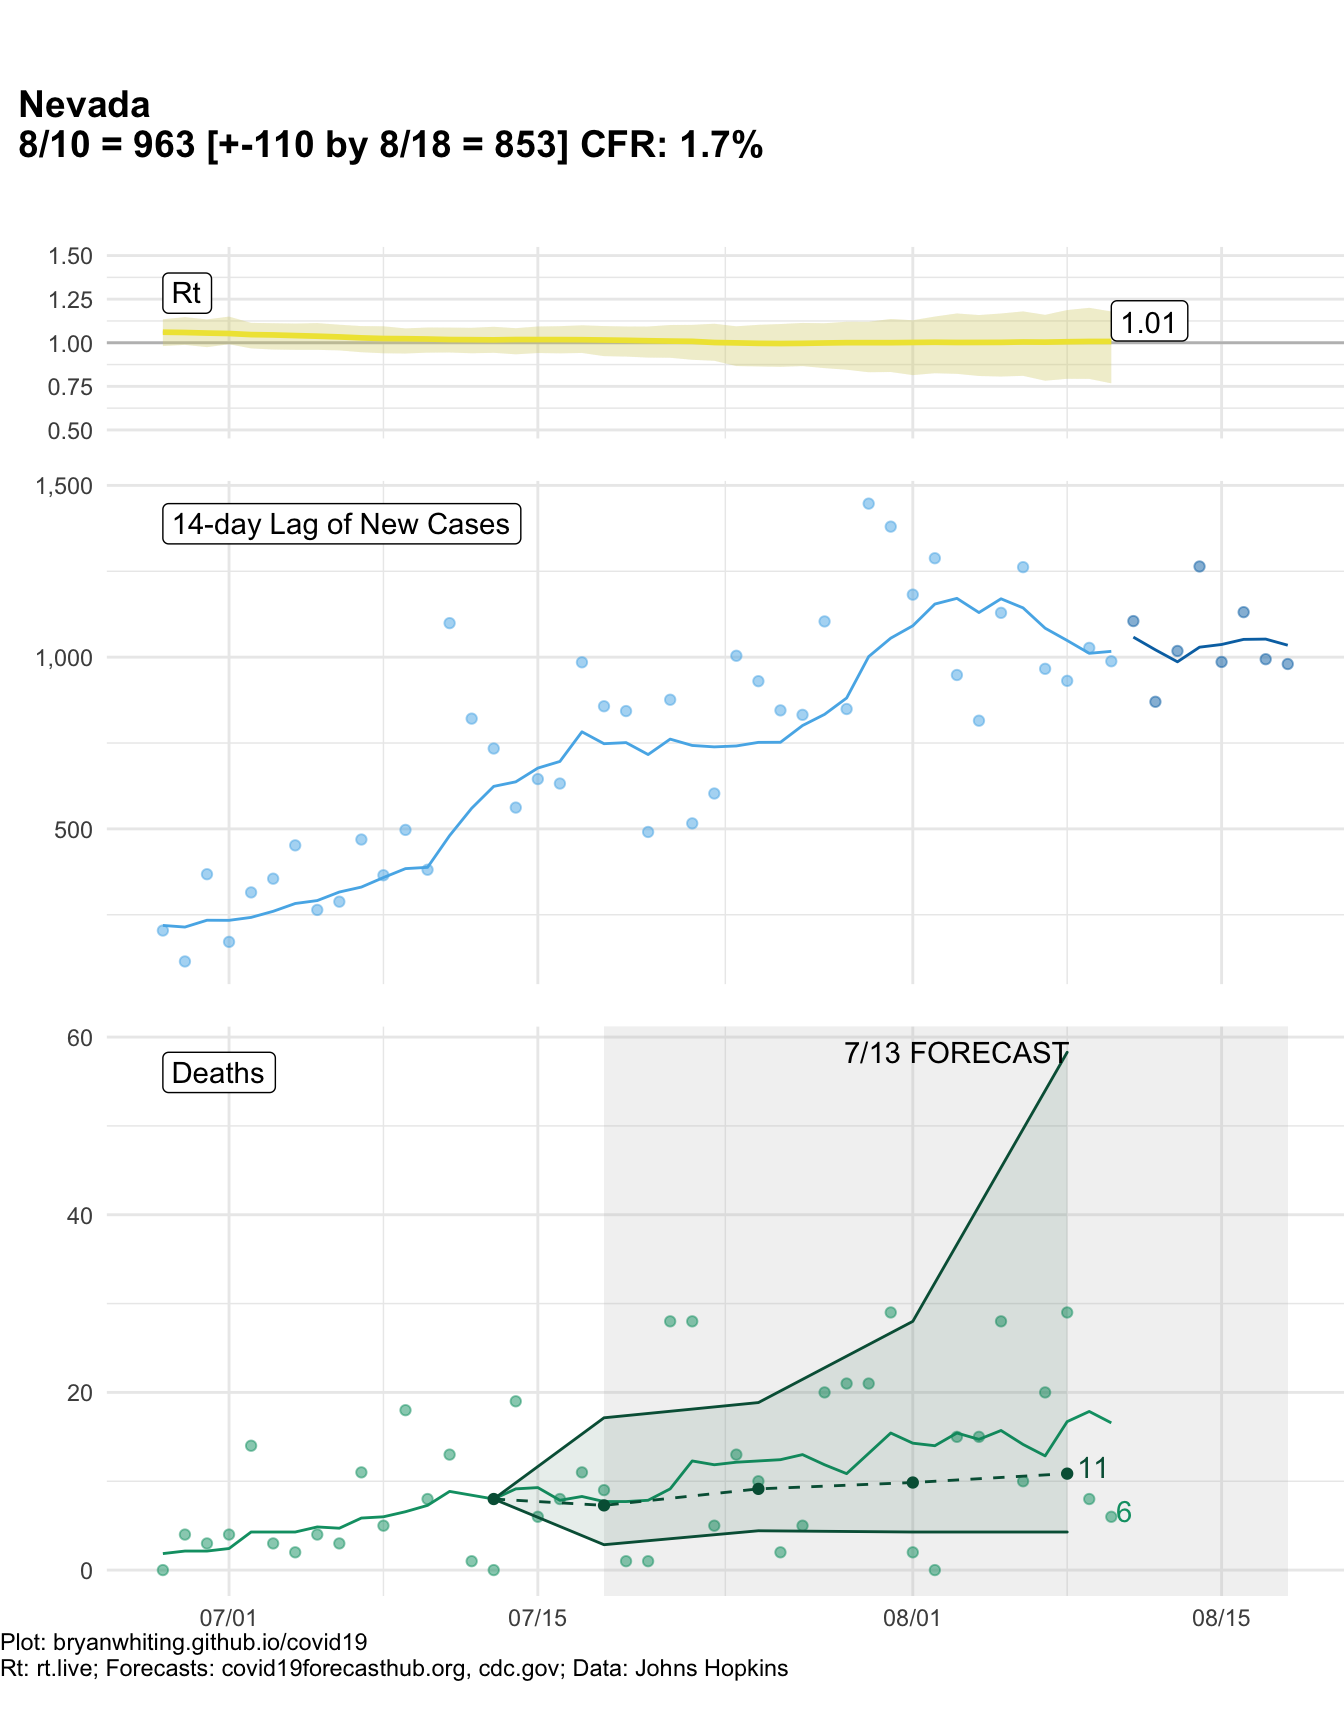 Nevada
8/10 = 963 [+-110 by 8/18 = 853] CFR: 1.7%
1.50
1.25
1.00
0.75
0.50
Rt
1.01
1,500
1,000
500
14-day Lag of New Cases
60
40
20
0
Deaths
7/13 FORECAST
11
6
07/01
07/15
08/01
08/15
Plot: bryanwhiting.github.io/covid19
Rt: rt.live; Forecasts: covid19forecasthub.org, cdc.gov; Data: Johns Hopkins